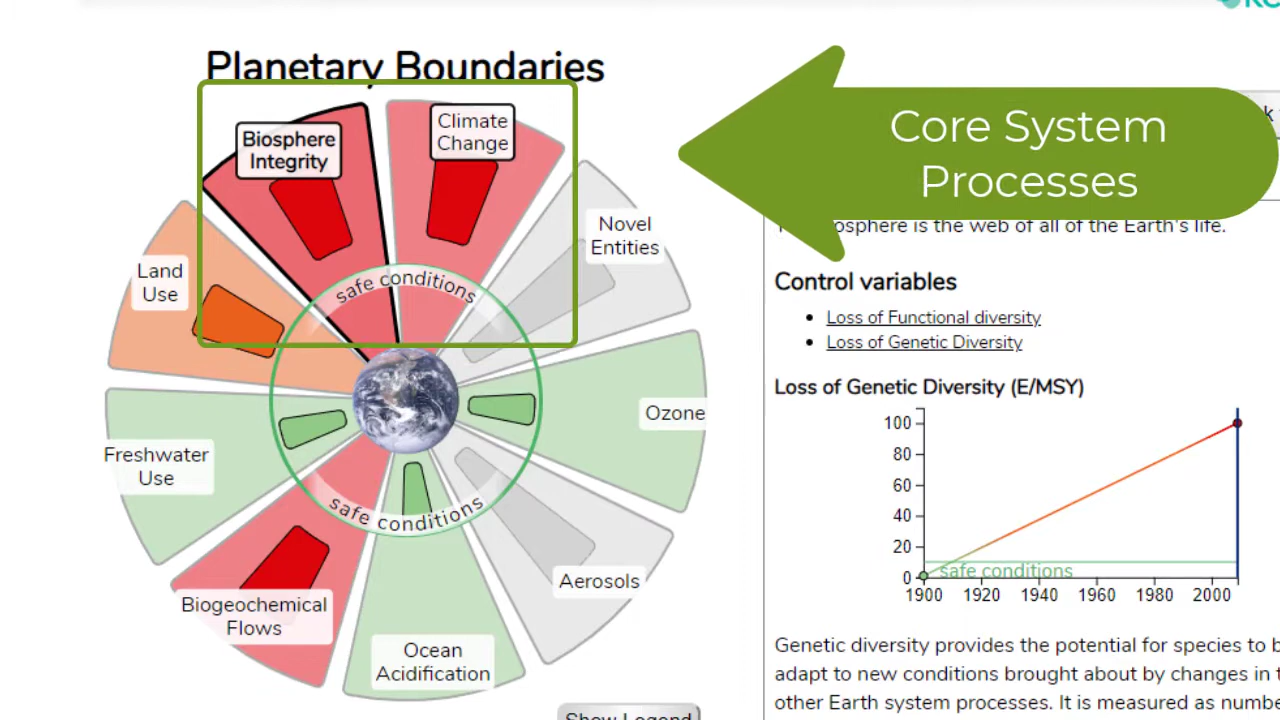 Planetary Boundaries
Core System
Processes
Biosphere
Integrity
Climate
Change
Novel
Entities
Land
Use
safe conditions
Ozone
Freshwater
Use
safe conditions
Aerosols
Biogeochemical
Flows
Ocean
Acidification
Show Legend
osphere is the web of all of the Earth's life.
Control variables
Loss of Functional diversity
Loss of Genetic Diversity
Loss of Genetic Diversity (E/MSY)
100
80
60
40
20
0
safe conditions
1900 1920 1940 1960 1980 2000
Genetic diversity provides the potential for species to b
adapt to new conditions brought about by changes in t
other Earth system processes. It is measured as numbe